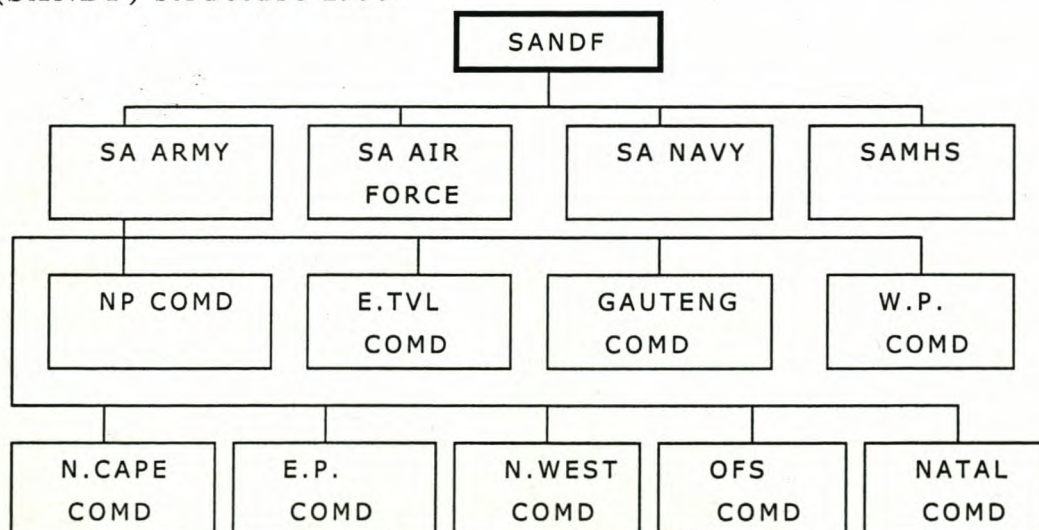 SANDF
SA ARMY
SA AIR
FORCE
SA NAVY
SAMHS
NP COMD
E.TVL
COMD
GAUTENG
COMD
W.P.
COMD
N.CAPE
COMD
E.P.
COMD
N.WEST
COMD
OFS
COMD
NATAL
COMD